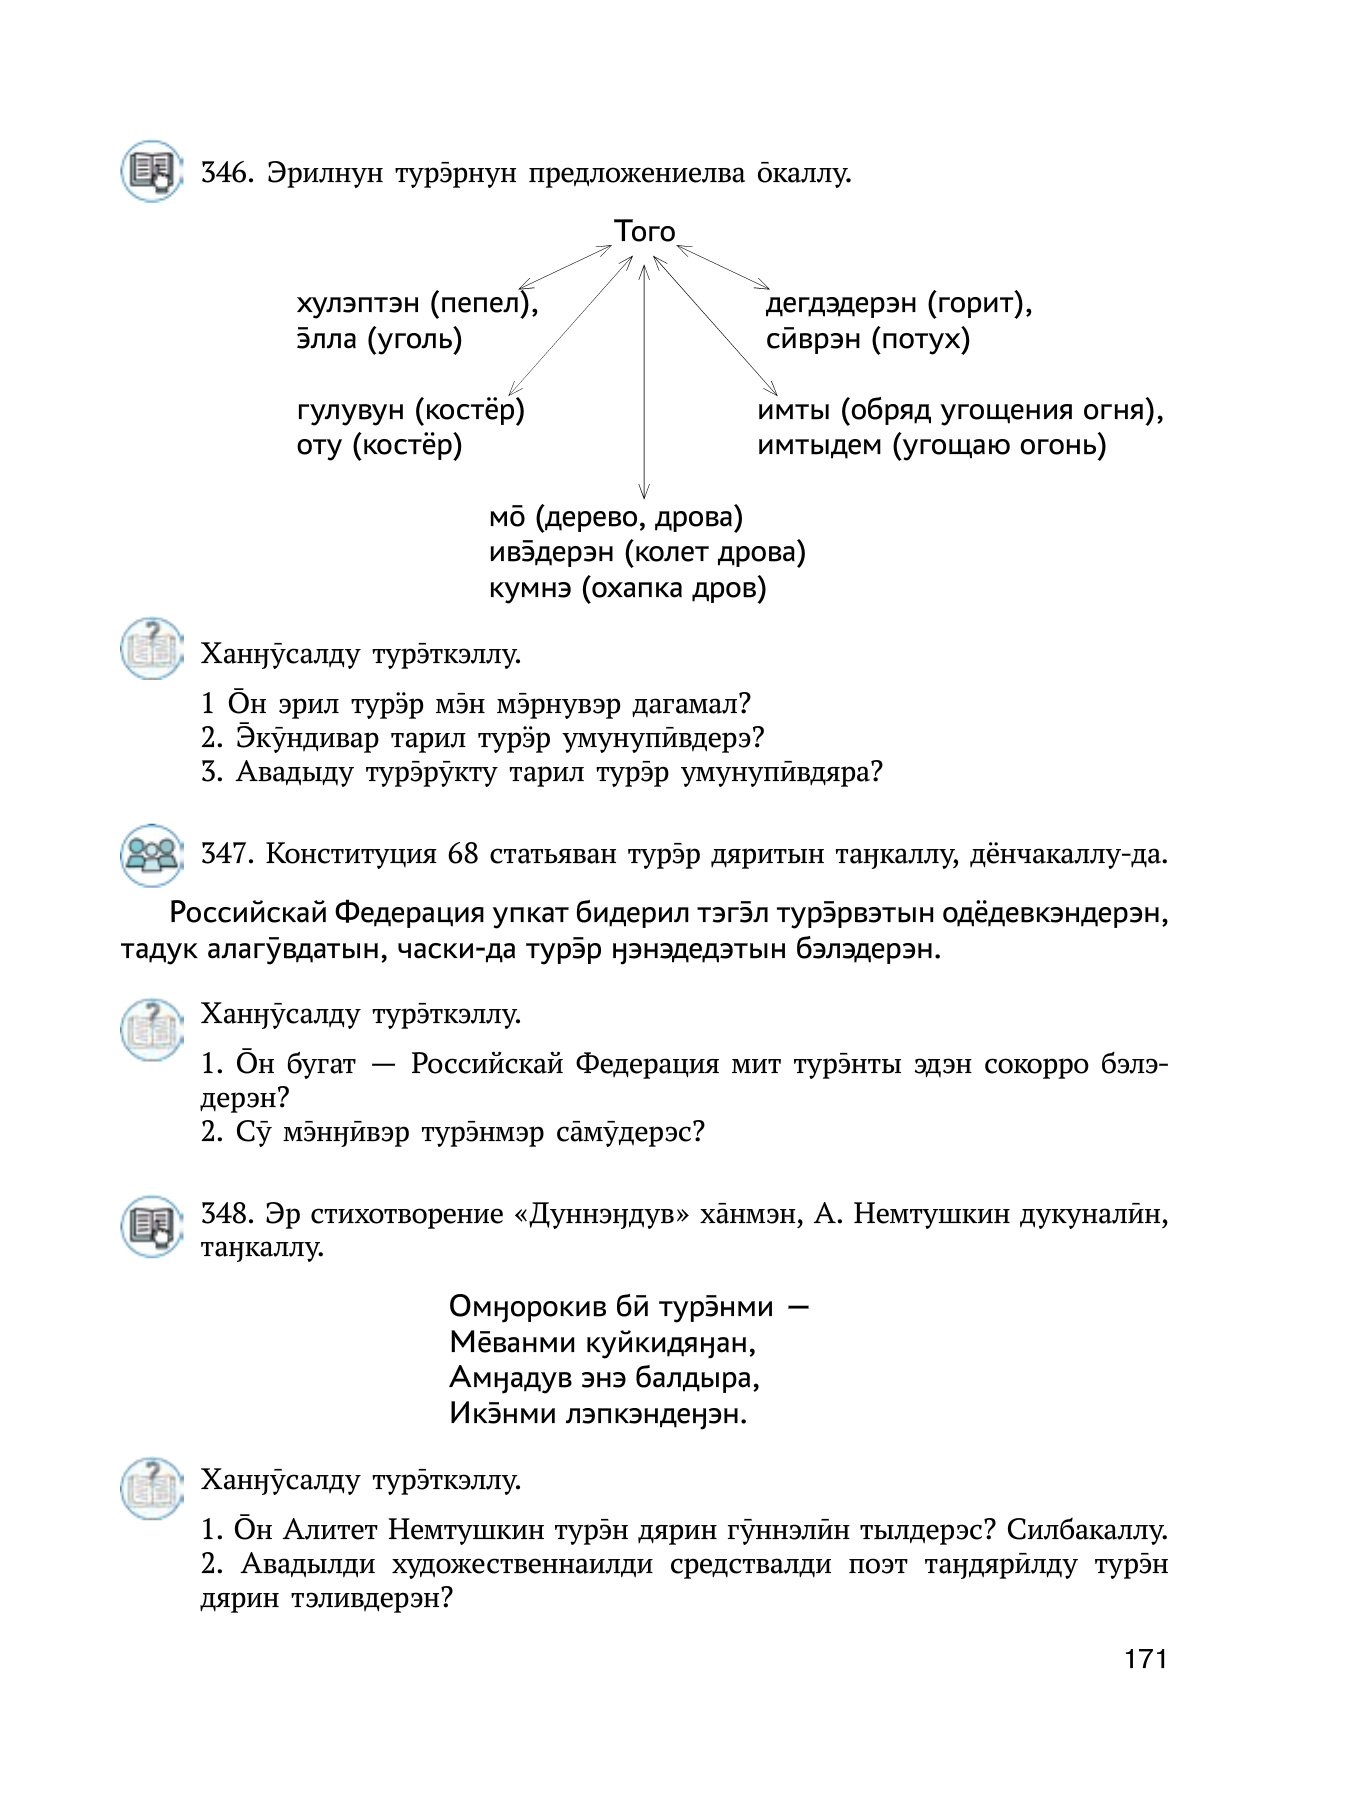 346. Эрилнун турэ̄рнун предложениелва о̄каллу.
Того
хулэптэн (пепел),
э̄лла (уголь)
дегдэдерэн (горит),
сӣврэн (потух)
гулувун (костёр)
оту (костёр)
имты (обряд угощения огня),
имтыдем (угощаю огонь)
мо̄ (дерево, дрова)
ивэ̄дерэн (колет дрова)
кумнэ (охапка дров)
Ханӈӯсалду турэ̄ткэллу.
1 О̄н эрил турӭр мэ̄н мэ̄рнувэр дагамал?
2. Э̄кӯндивар тарил турӭр умунупӣвдерэ?
3. Авадыду турэ̄рӯкту тарил турэ̄р умунупӣвдяра?
347. Конституция 68 статьяван турэ̄р дяритын таӈкаллу, дёнчакаллу-да.
Российскай Федерация упкат бидерил тэгэ̄л турэ̄рвэтын одёдевкэндерэн,
тадук алагӯвдатын, часки-да турэ̄р ӈэнэдедэтын бэлэдерэн.
Ханӈӯсалду турэ̄ткэллу.
1. О̄н бугат — Российскай Федерация мит турэ̄нты эдэн сокорро бэлэ-
дерэн?
2. Сӯ мэ̄нӈӣвэр турэ̄нмэр са̄мӯдерэс?
348. Эр стихотворение «Дуннэӈдув» ха̄нмэн, А. Немтушкин дукуналӣн,
таӈкаллу.
Омӈорокив бӣ турэ̄нми —
Ме̄ванми куйкидяӈан,
Амӈадув энэ балдыра,
Икэ̄нми лэпкэндеӈэн.
Ханӈӯсалду турэ̄ткэллу.
1. О̄н Алитет Немтушкин турэ̄н дярин гӯннэлӣн тылдерэс? Силбакаллу.
2. Авадылди художественнаилди средствалди поэт таӈдярӣлду турэ̄н
дярин тэливдерэн?
171